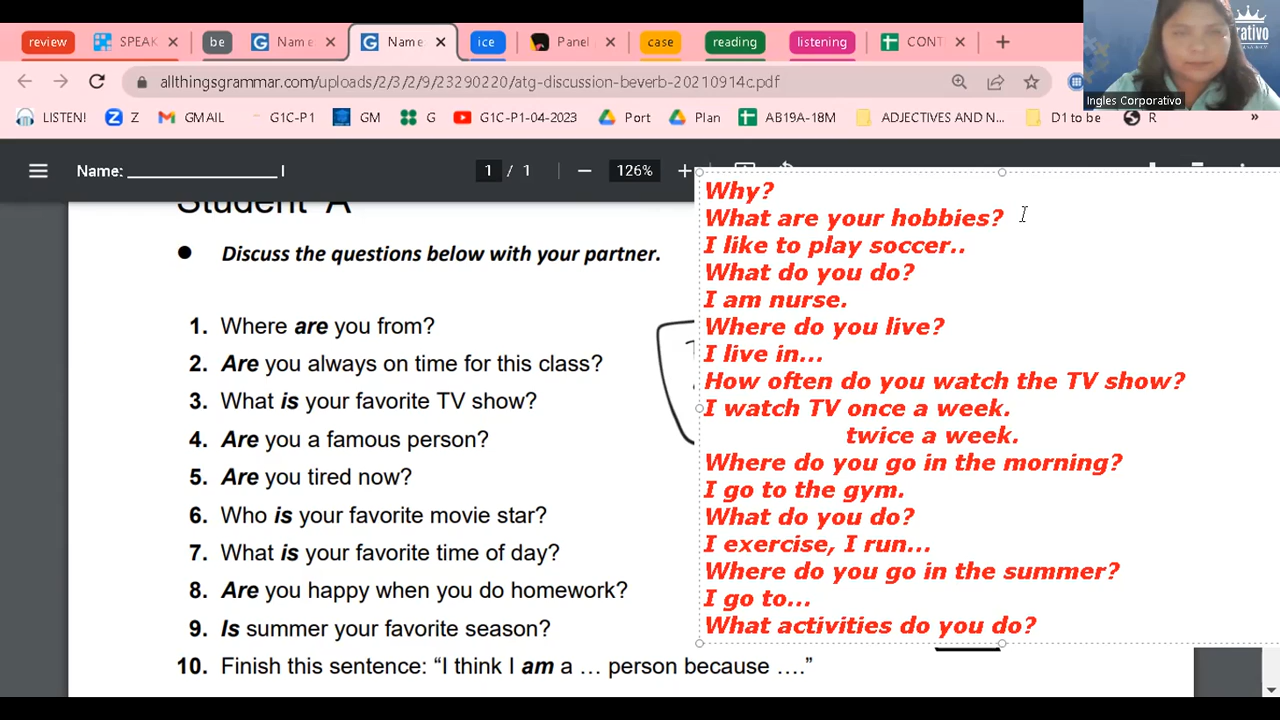 review
SPEAK
be
Name
Name:
ice
Panel
case
reading
listening
CONT
rativo
Ingles Corporativo
allthingsgrammar.com/uploads/2/3/2/9/23290220/atg-discussion-beverb-20210914c.pdf
LISTEN!
Z
GMAIL
G1C-P1
GM
G
G1C-P1-04-2023
Port
Plan
AB19A-18M
ADJECTIVES AND N...
D1 to be
R
»
Name: ________________ I
1 / 1
126%
Student A
Discuss the questions below with your partner.
1. Where are you from?
2. Are you always on time for this class?
3. What is your favorite TV show?
4. Are you a famous person?
5. Are you tired now?
6. Who is your favorite movie star?
7. What is your favorite time of day?
8. Are you happy when you do homework?
9. Is summer your favorite season?
10. Finish this sentence: “I think I am a … person because ….”
Why?
What are your hobbies?
I like to play soccer..
What do you do?
I am nurse.
Where do you live?
I live in...
How often do you watch the TV show?
I watch TV once a week.
twice a week.
Where do you go in the morning?
I go to the gym.
What do you do?
I exercise, I run...
Where do you go in the summer?
I go to...
What activities do you do?